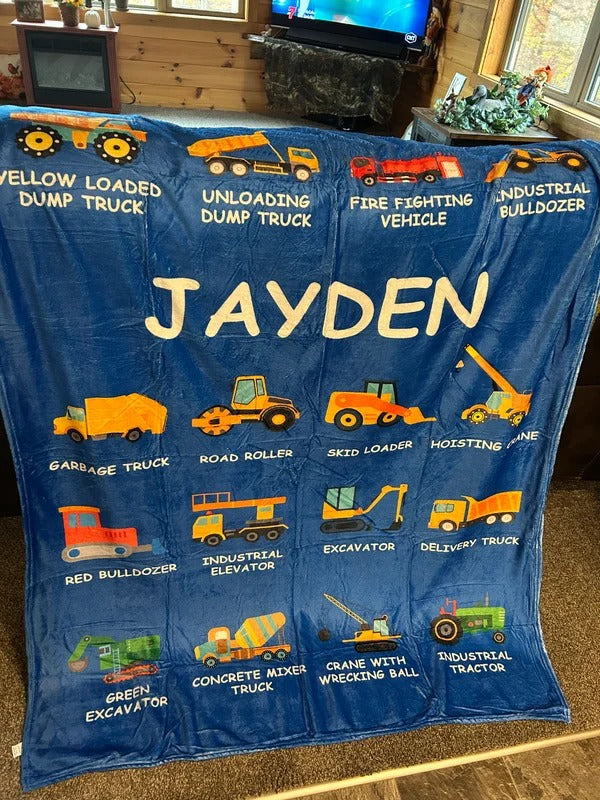 YELLOW LOADED
DUMP TRUCK
UNLOADING
DUMP TRUCK
FIRE FIGHTING
VEHICLE
INDUSTRIAL
BULLDOZER
JAYDEN
GARBAGE TRUCK
ROAD ROLLER
SKID LOADER
HOISTING CRANE
RED BULLDOZER
INDUSTRIAL
ELEVATOR
EXCAVATOR
DELIVERY TRUCK
GREEN
EXCAVATOR
CONCRETE MIXER
TRUCK
CRANE WITH
WRECKING BALL
INDUSTRIAL
TRACTOR